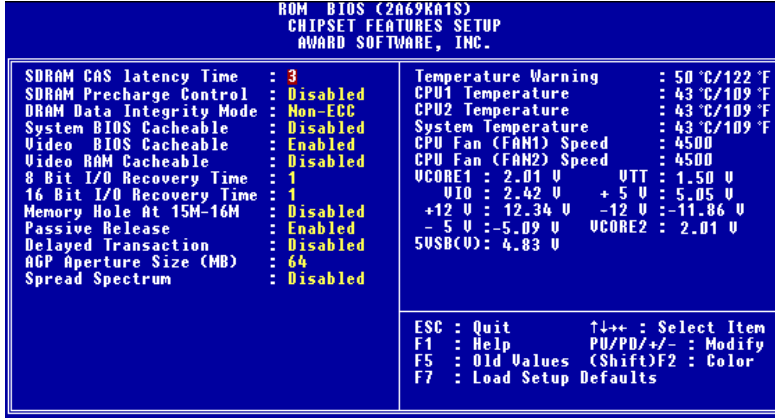 ROM BIOS (2A69KA1S)
CHIPSET FEATURES SETUP
AWARD SOFTWARE, INC.
SDRAM CAS latency Time : 3
SDRAM Precharge Control : Disabled
DRAM Data Integrity Mode : Non-ECC
System BIOS Cacheable : Disabled
Video BIOS Cacheable : Enabled
Video RAM Cacheable : Disabled
8 Bit I/O Recovery Time : 1
16 Bit I/O Recovery Time : 1
Memory Hole At 15M-16M : Disabled
Passive Release : Enabled
Delayed Transaction : Disabled
AGP Aperture Size (MB) : 64
Spread Spectrum : Disabled
Temperature Warning : 50 °C/122 °F
CPU1 Temperature : 43 °C/109 °F
CPU2 Temperature : 43 °C/109 °F
System Temperature : 43 °C/109 °F
CPU Fan (FAN1) Speed : 4500
CPU Fan (FAN2) Speed : 4500
VCORE1 : 2.01 V VTT : 1.50 V
VIO : 2.42 V + 5 V : 5.05 V
+12 V : 12.34 V -12 V :-11.86 V
- 5 V :-5.09 V VCORE2 : 2.01 V
5VSB(V): 4.83 V
ESC : Quit ↑↓→← : Select Item
F1 : Help PU/PD/+/- : Modify
F5 : Old Values (Shift)F2 : Color
F7 : Load Setup Defaults